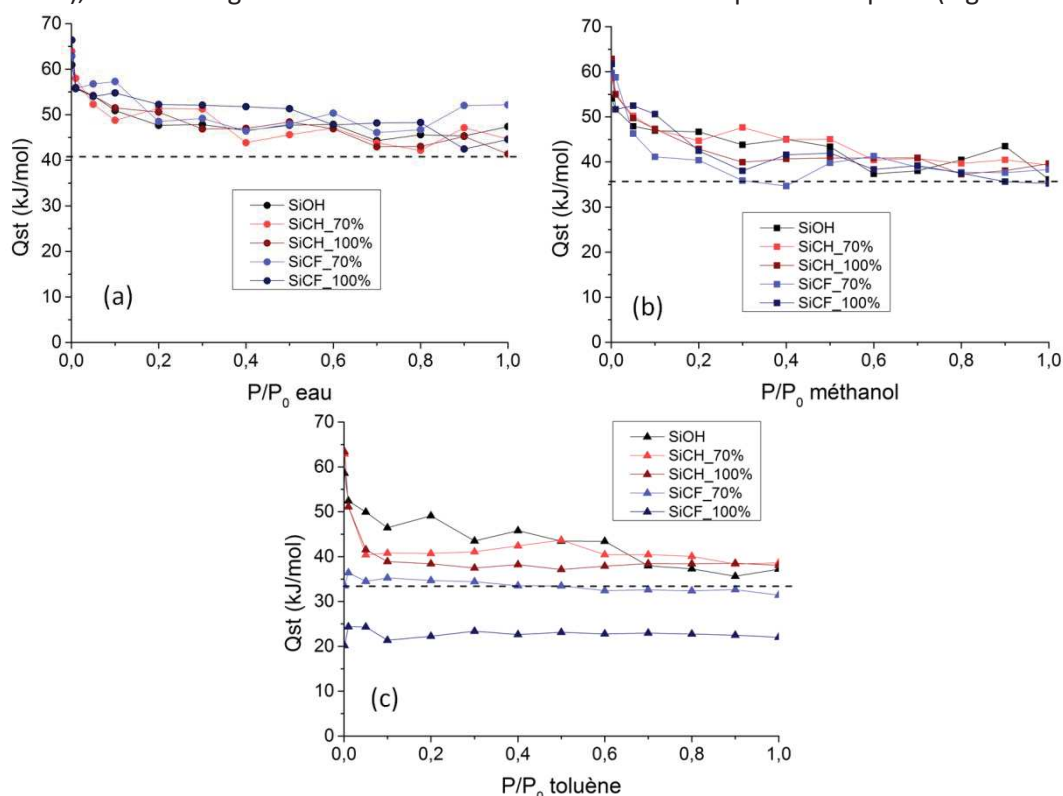 70
60
50
40
30
20
10
0
Qst (kJ/mol)
SiOH
SiCH_70%
SiCH_100%
SiCF_70%
SiCF_100%
(a)
0,0 0,2 0,4 0,6 0,8 1,0
P/P0 eau
70
60
50
40
30
20
10
0
Qst (kJ/mol)
SiOH
SiCH_70%
SiCH_100%
SiCF_70%
SiCF_100%
(b)
0,0 0,2 0,4 0,6 0,8 1,0
P/P0 méthanol
70
60
50
40
30
20
10
0
Qst (kJ/mol)
SiOH
SiCH_70%
SiCH_100%
SiCF_70%
SiCF_100%
(c)
0,0 0,2 0,4 0,6 0,8 1,0
P/P0 toluène